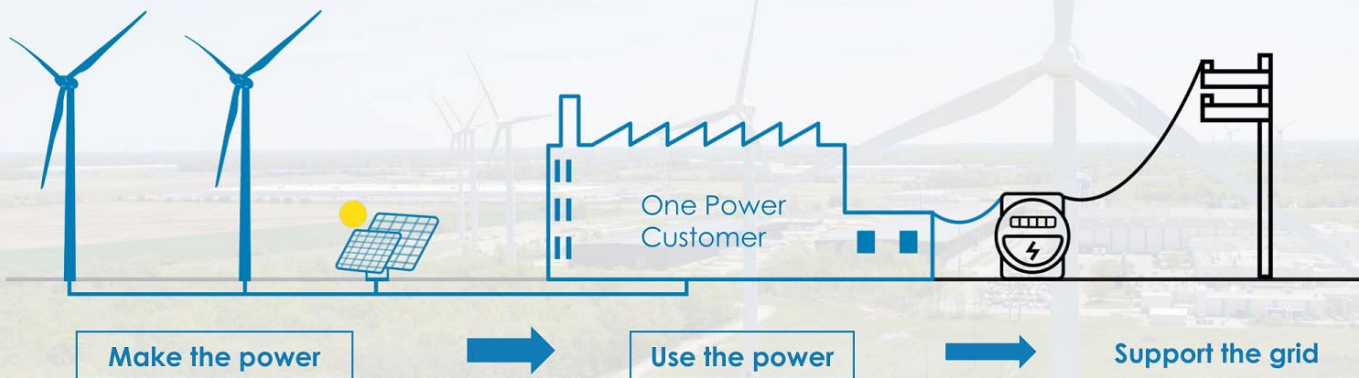 One Power
Customer
Make the power
Use the power
Support the grid